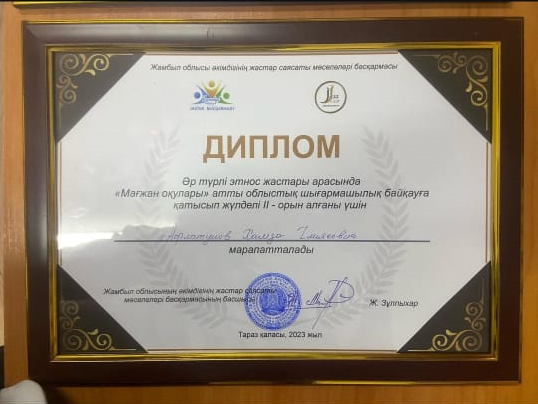 Жамбыл облысы әкімдігінің жастар саясаты мәселелері басқармасы
ДИПЛОМ
Әр түрлі этнос жастары арасында
«Мағжан оқулары» атты облыстық шығармашылық байқауға
қатысып жүлделі II - орын алғаны үшін
Хамза
марапатталады
Жамбыл облысының әкімдігінің жастар саясаты
мәселелері басқармасының басшысы
Ж. Зұлпыхар
Тараз қаласы, 2023 жыл